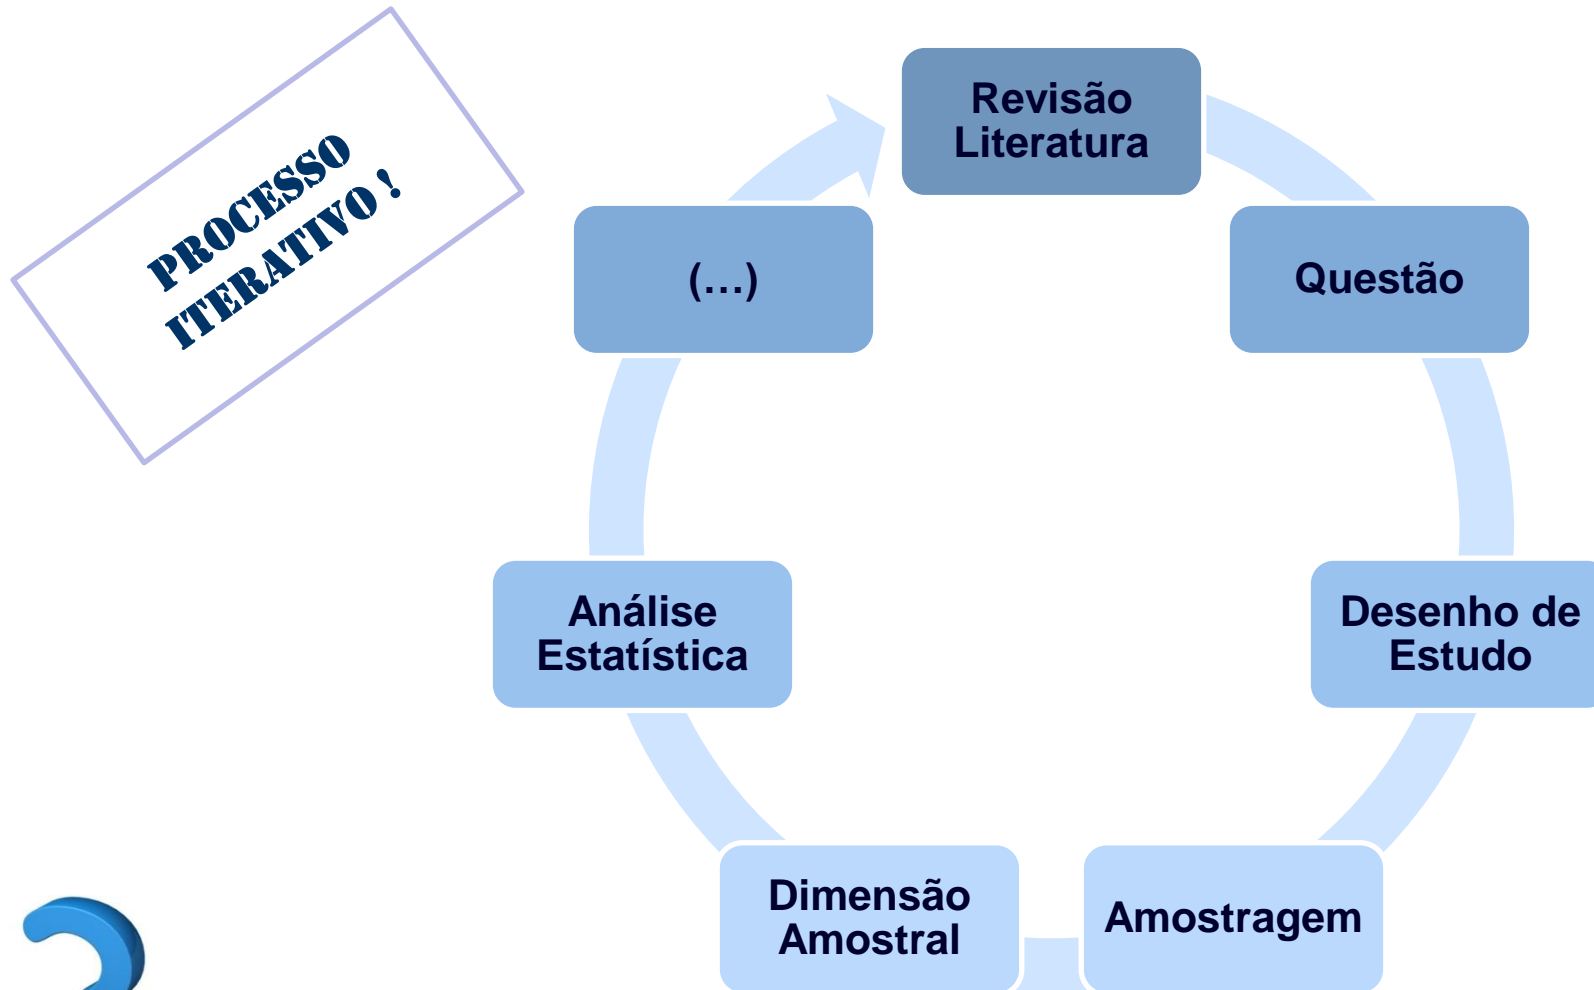 PROCESSO
ITERATIVO !
Revisão
Literatura
Questão
Desenho de
Estudo
Amostragem
Dimensão
Amostral
Análise
Estatística
(…)